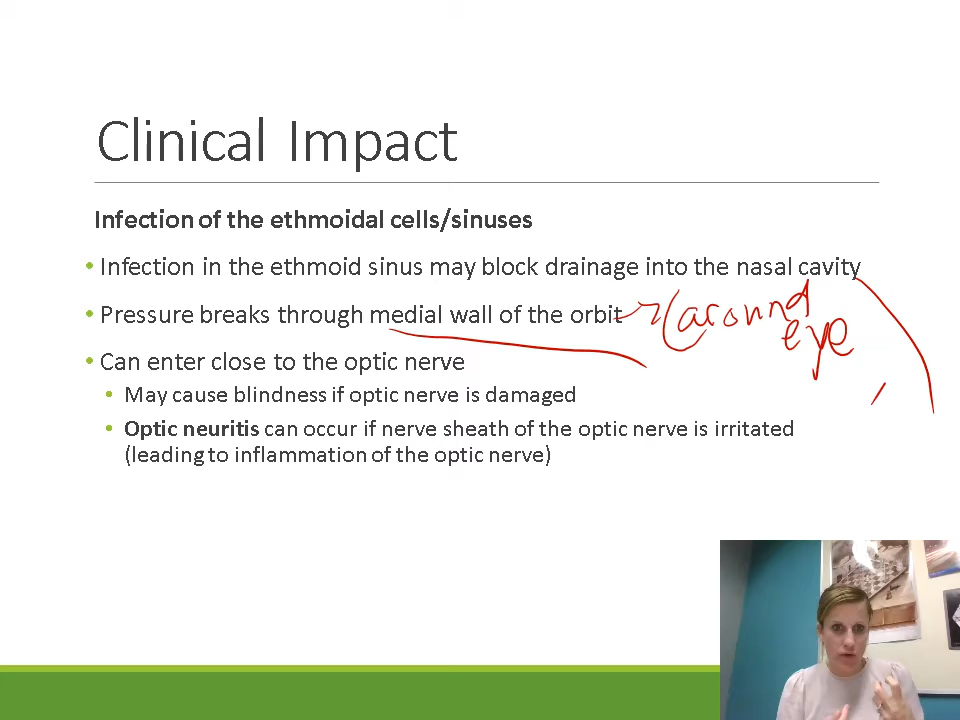 Clinical Impact
Infection of the ethmoidal cells/sinuses
• Infection in the ethmoid sinus may block drainage into the nasal cavity
• Pressure breaks through medial wall of the orbit
around
eye
• Can enter close to the optic nerve
• May cause blindness if optic nerve is damaged
• Optic neuritis can occur if nerve sheath of the optic nerve is irritated
(leading to inflammation of the optic nerve)